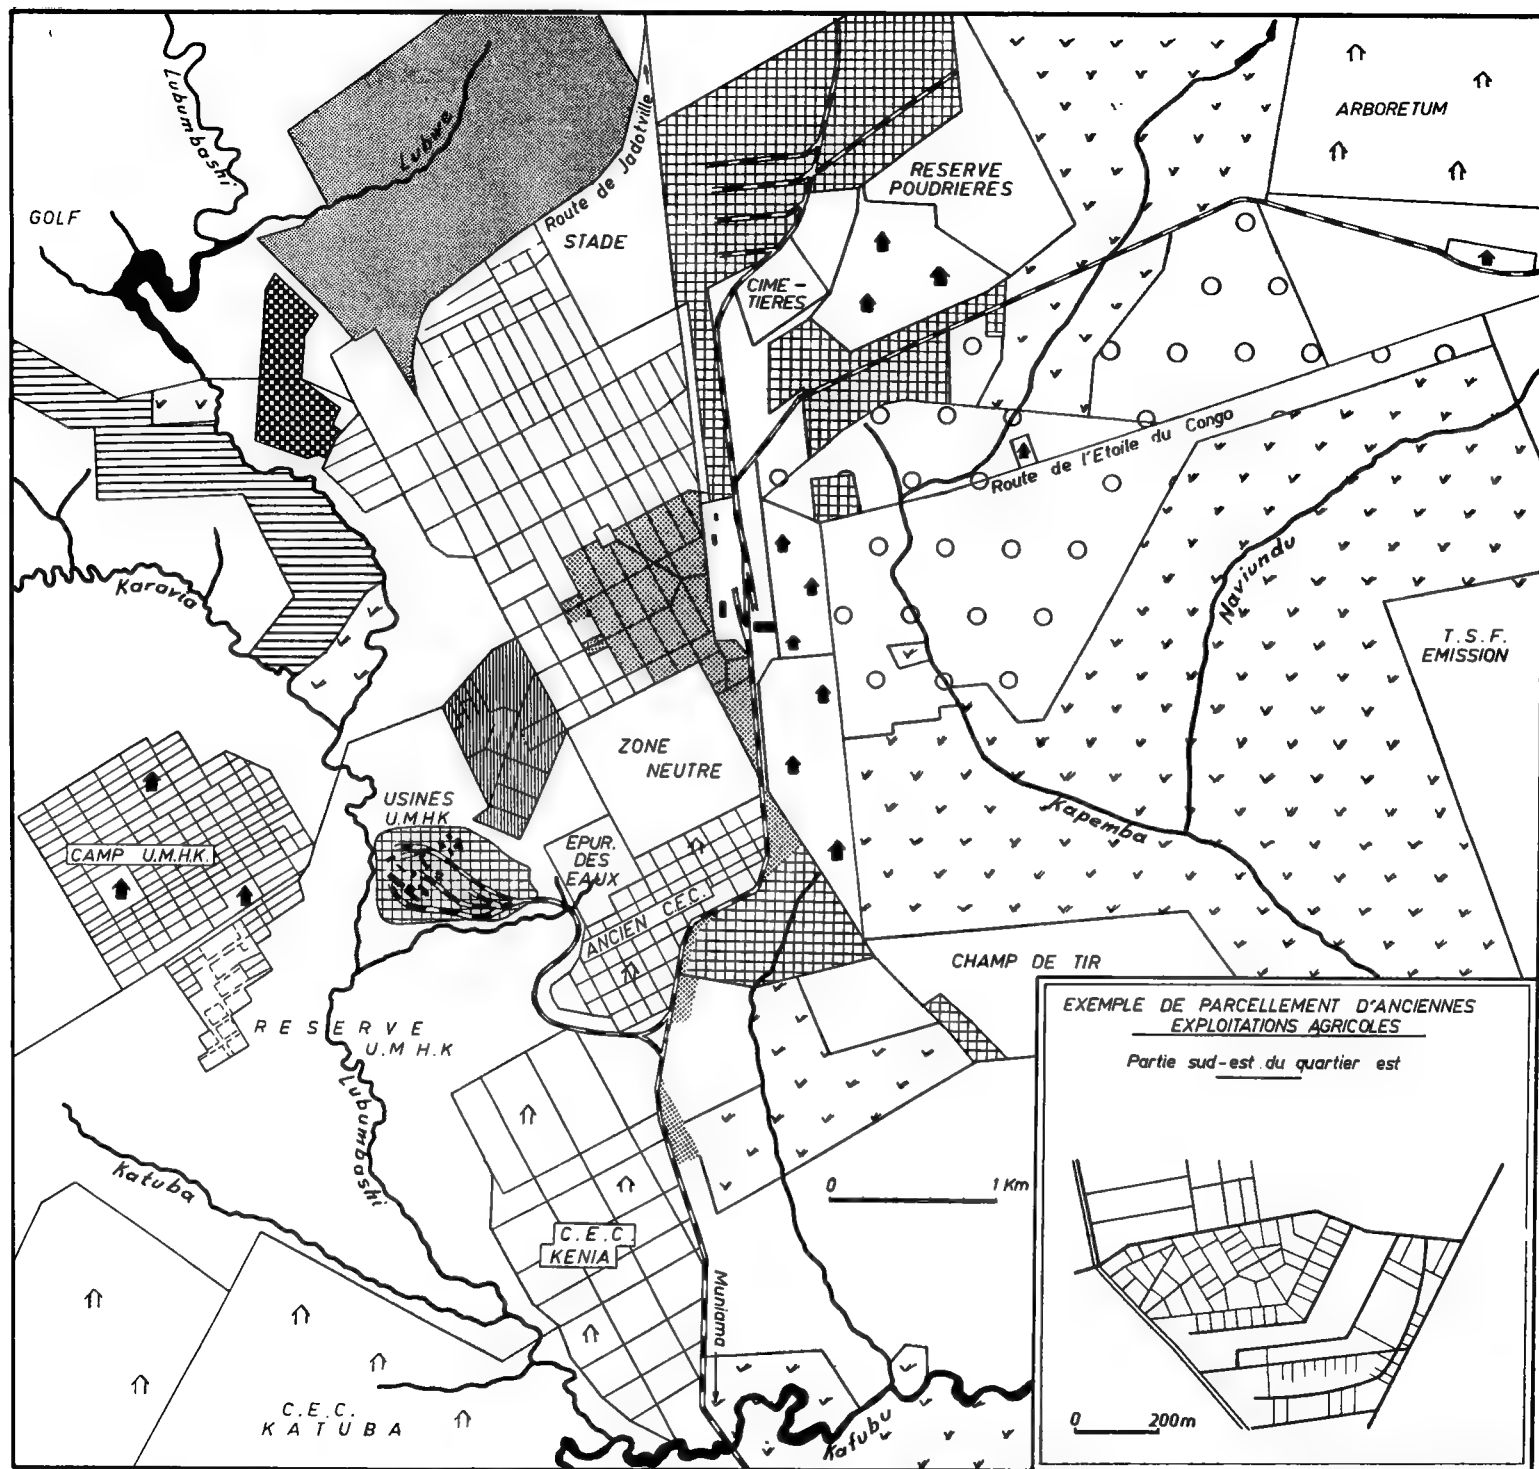 Lubumbashi
Lubwe
Route de Jadotville
GOLF
STADE
RESERVE
POUDRIERES
ARBORETUM
CIME-
TIERES
Route de l'Etoile du Congo
Karavia
Naviundu
T.S.F.
EMISSION
ZONE
NEUTRE
USINES
U.M.H.K
CAMP U.M.H.K.
EPUR.
DES
EAUX
Kapemba
ANCIEN C.E.C.
CHAMP DE TIR
RESERVE
U.M.H.K
Lubumbashi
Katuba
C.E.C.
KENIA
0 1 Km
Muniama
C.E.C.
KATUBA
Kafubu
EXEMPLE DE PARCELLEMENT D'ANCIENNES
EXPLOITATIONS AGRICOLES
Partie sud-est du quartier est
0 200m